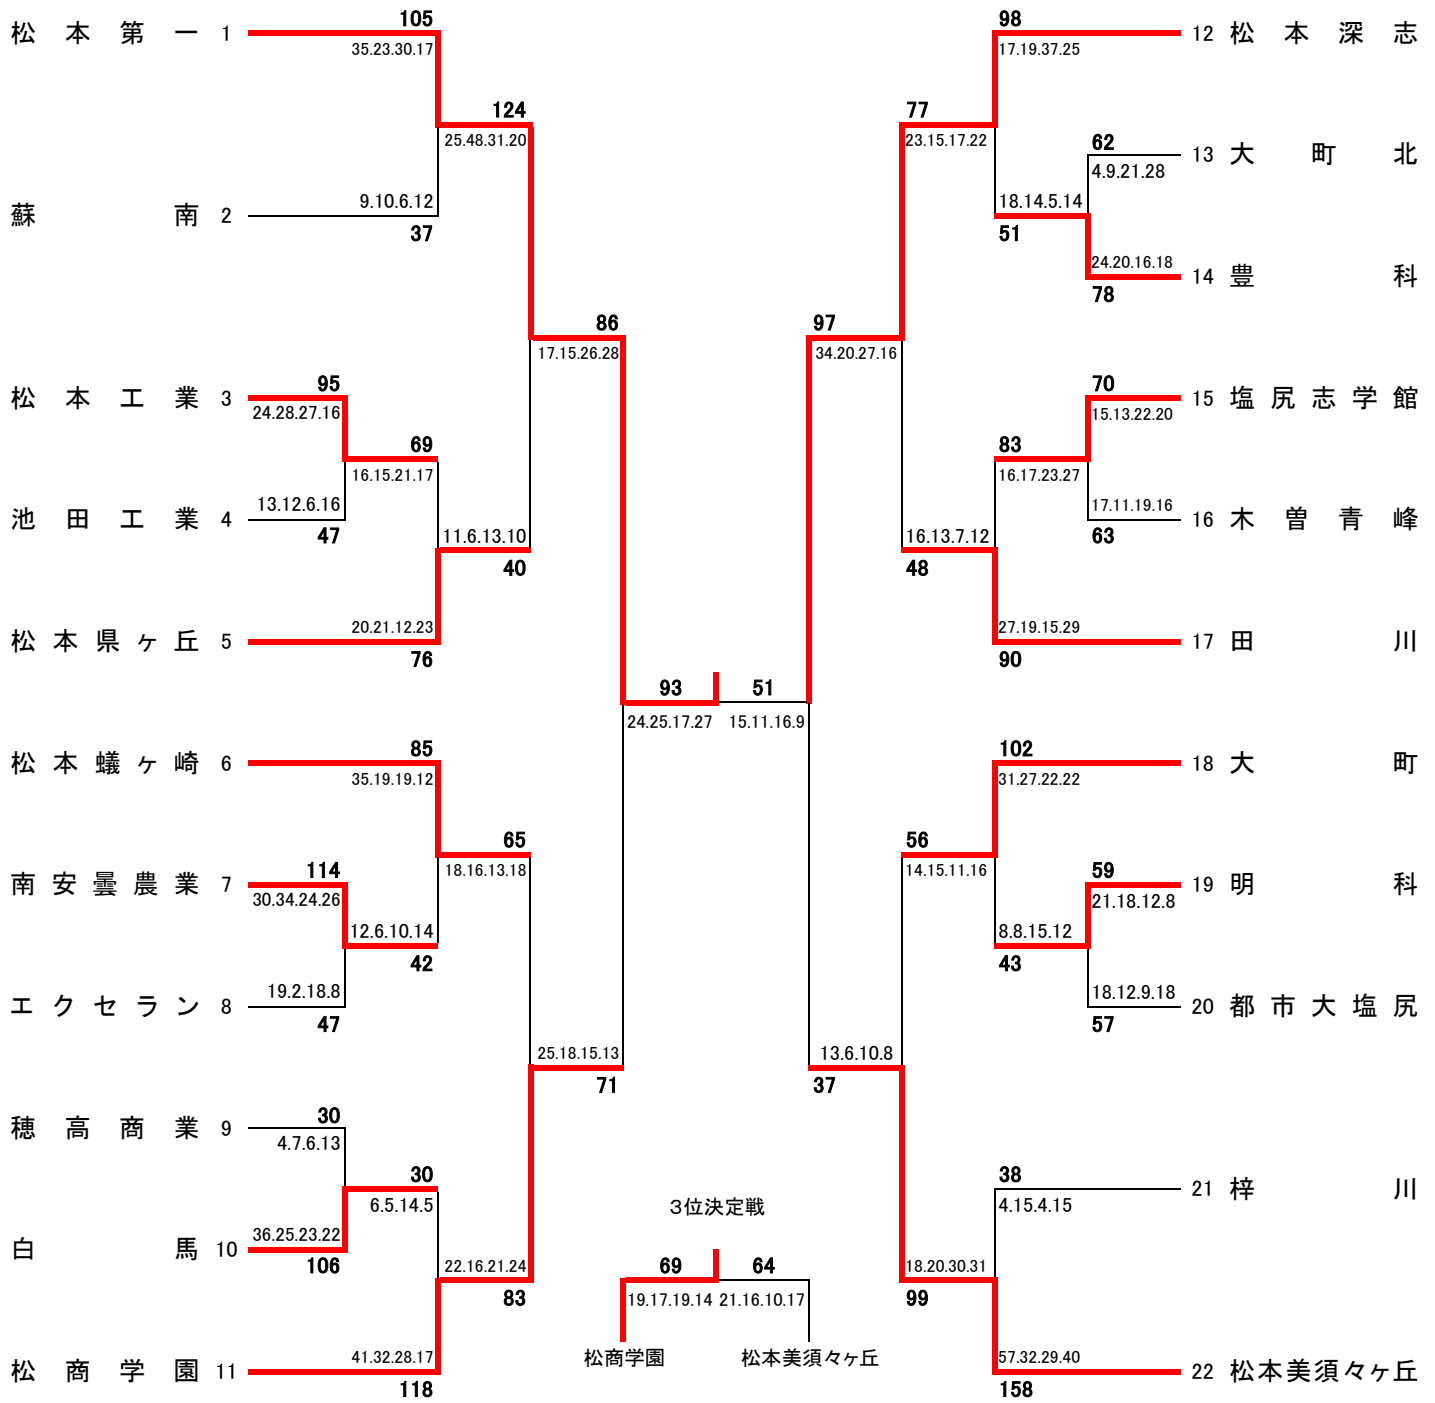 105 98
松本第一 1 12 松本深志
35.23.30.17 17.19.37.25
124 77
25.48.31.20 23.15.17.22
62
13 大町北
4.9.21.28
9.10.6.12 18.14.5.14
蘇南 2
37 51
24.20.16.18
14 豊科
78
86 97
17.15.26.28 34.20.27.16
95 70
松本工業 3 15 塩尻志学館
24.28.27.16 15.13.22.20
69 83
16.15.21.17 16.17.23.27
13.12.6.16 17.11.19.16
池田工業 4 16 木曽青峰
47 63
11.6.13.10 16.13.7.12
40 48
20.21.12.23 27.19.15.29
松本県ヶ丘 5 17 田川
76 90
93 51
24.25.17.27 15.11.16.9
85 102
松本蟻ヶ崎 6 18 大町
35.19.19.12 31.27.22.22
65 56
18.16.13.18 14.15.11.16
114 59
南安曇農業 7 19 明科
30.34.24.26 21.18.12.8
12.6.10.14 8.8.15.12
42 43
19.2.18.8 18.12.9.18
エクセラン 8 20 都市大塩尻
47 57
25.18.15.13 13.6.10.8
71 37
30
穂高商業 9
4.7.6.13
30 38
21 梓川
6.5.14.5 4.15.4.15
3位決定戦
36.25.23.22
白馬 10
106
22.16.21.24 69 64 18.20.30.31
83 19.17.19.14 21.16.10.17 99
41.32.28.17 松商学園 松本美須々ヶ丘 57.32.29.40
松商学園 11 22 松本美須々ヶ丘
118 158